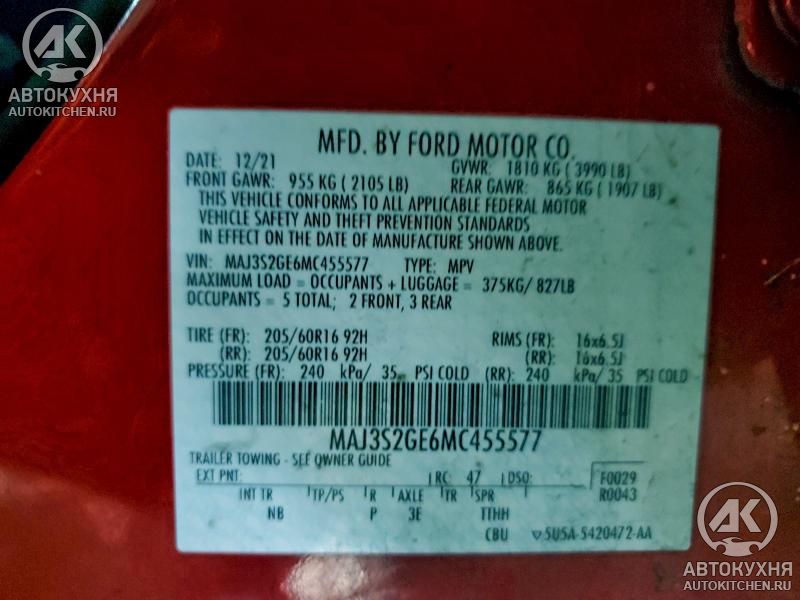 AK
АВТОКУХНЯ
AUTOKITCHEN.RU
MFD. BY FORD MOTOR CO.
DATE: 12/21 GVWR: 1810 KG ( 3990 LB)
FRONT GAWR: 955 KG ( 2105 LB) REAR GAWR: 865 KG ( 1907 LB)
THIS VEHICLE CONFORMS TO ALL APPLICABLE FEDERAL MOTOR
VEHICLE SAFETY AND THEFT PREVENTION STANDARDS
IN EFFECT ON THE DATE OF MANUFACTURE SHOWN ABOVE.
VIN: MAJ3S2GE6MC455577 TYPE: MPV
MAXIMUM LOAD = OCCUPANTS + LUGGAGE = 375KG/ 827LB
OCCUPANTS = 5 TOTAL; 2 FRONT, 3 REAR
TIRE (FR): 205/60R16 92H RIMS (FR): 16x6.5J
(RR): 205/60R16 92H (RR): 16x6.5J
PRESSURE (FR): 240 kPa/ 35 PSI COLD (RR): 240 kPa/ 35 PSI COLD
MAJ3S2GE6MC455577
TRAILER TOWING - SEE OWNER GUIDE
EXT PNT: RC: 47 DSO: F0029
R0043
INT TR TP/PS R AXLE TR SPR
NB P 3E TTHH
CBU 5U5A-5420472-AA
AK
АВТОКУХНЯ
AUTOKITCHEN.RU